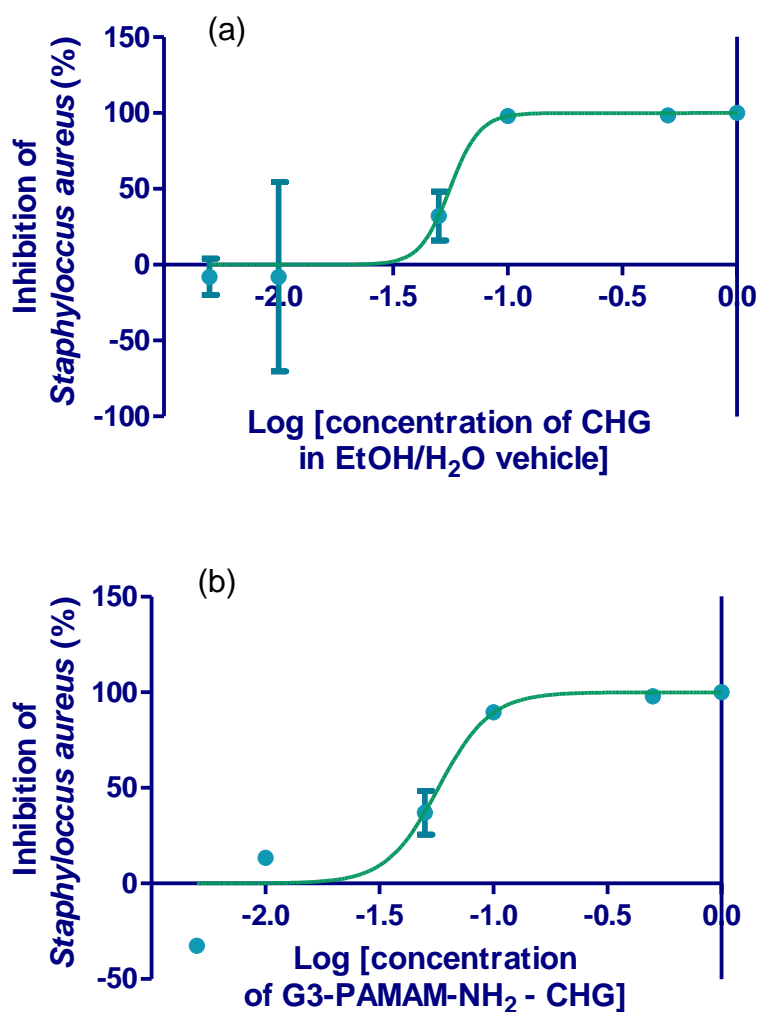 (a)
Inhibition of
Staphyloccus aureus (%)
150
100
50
0
-50
-100
-2.0
-1.5
-1.0
-0.5
0.0
Log [concentration of CHG
in EtOH/H₂O vehicle]
(b)
Inhibition of
Staphyloccus aureus (%)
150
100
50
0
-50
-2.0
-1.5
-1.0
-0.5
0.0
Log [concentration
of G3-PAMAM-NH₂ - CHG]